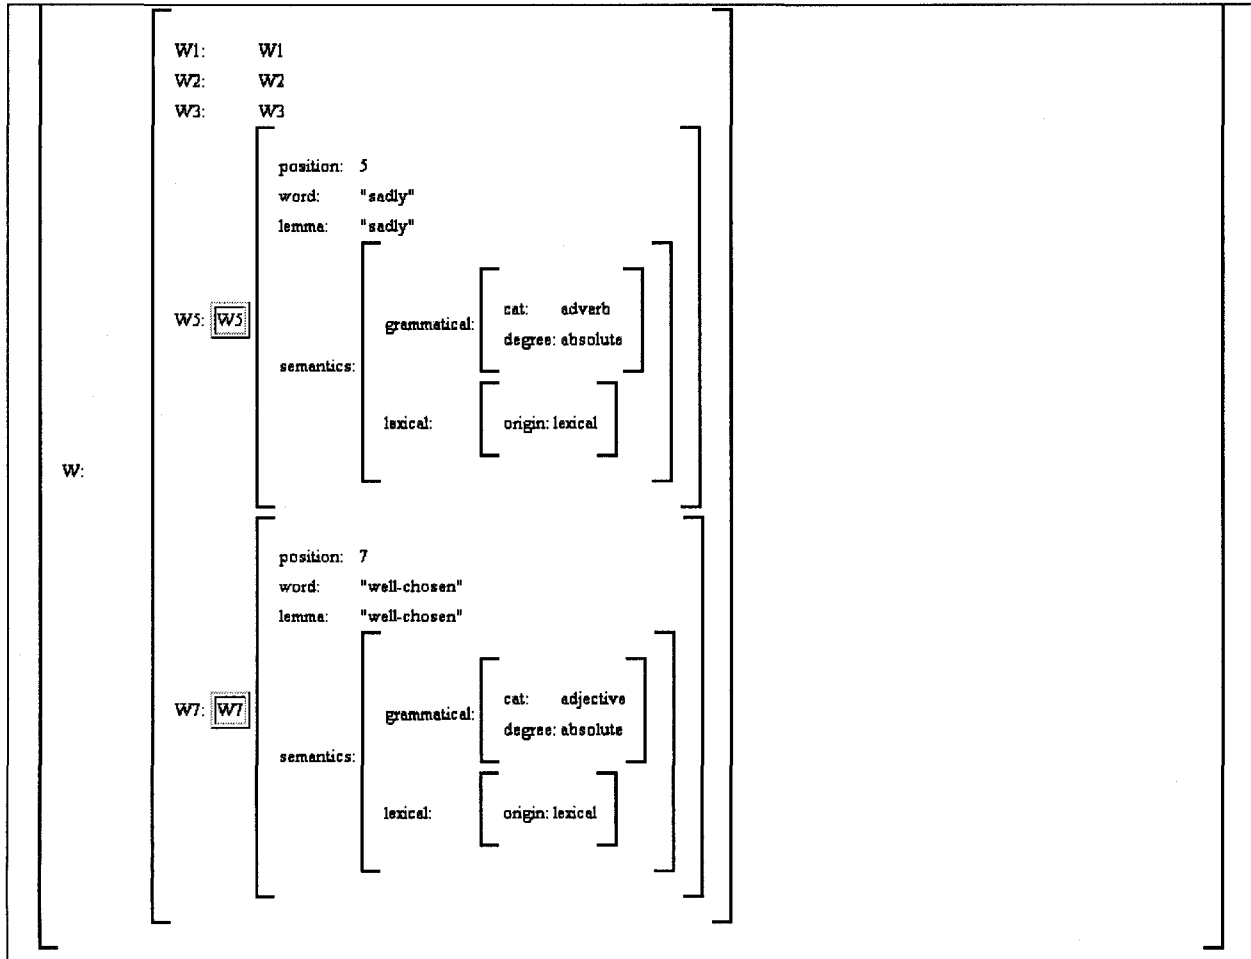 W1: W1
W2: W2
W3: W3
position: 5
word: "sadly"
lemma: "sadly"
cat: adverb
W5: W5
grammatical:
degree: absolute
semantics:
lexical: origin: lexical
W:
position: 7
word: "well-chosen"
lemma: "well-chosen"
cat: adjective
W7: W7
grammatical:
degree: absolute
semantics:
lexical: origin: lexical